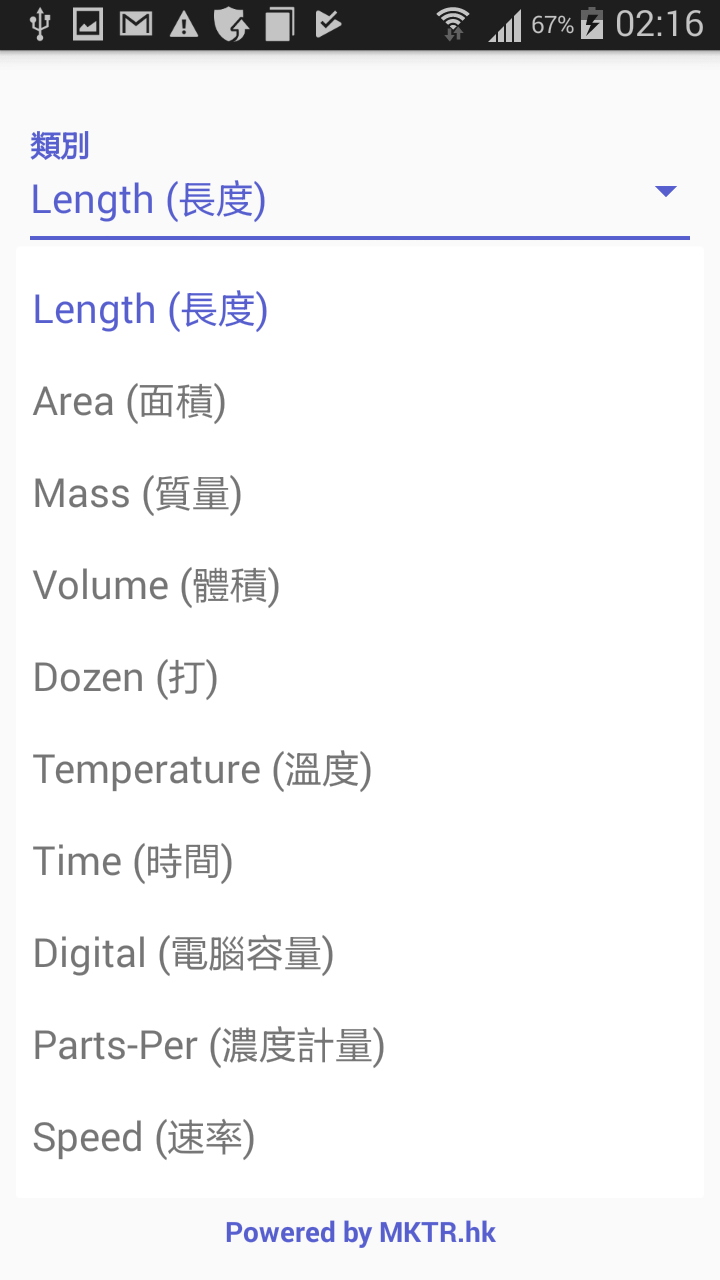 67% 02:16
類別
Length (長度)
Length (長度)
Area (面積)
Mass (質量)
Volume (體積)
Dozen (打)
Temperature (溫度)
Time (時間)
Digital (電腦容量)
Parts-Per (濃度計量)
Speed (速率)
Powered by MKTR.hk